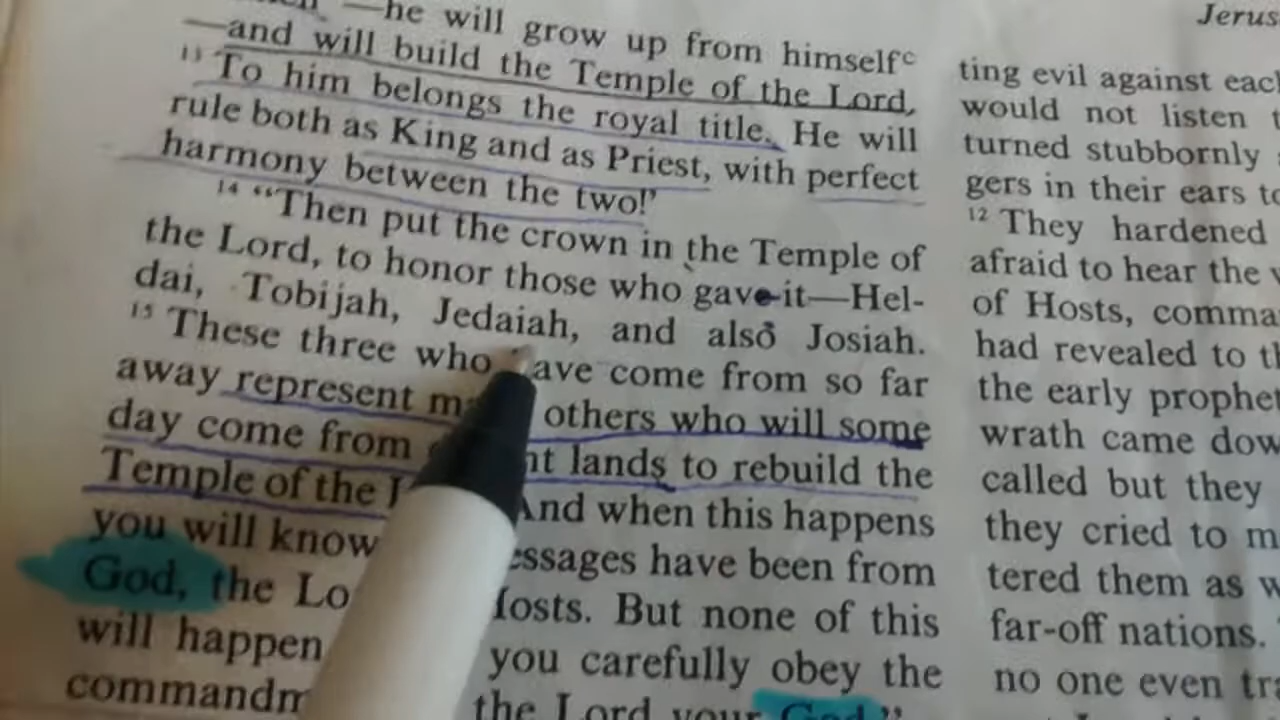 —he will grow up from himselfᶜ
—and will build the Temple of the Lord,
¹³ To him belongs the royal title. He will
rule both as King and as Priest, with perfect
harmony between the two!’
¹⁴ “‘Then put the crown in the Temple of
the Lord, to honor those who gave it—Hel-
dai, Tobijah, Jedaiah, and also Josiah.
¹⁵ These three who have come from so far
away represent others who will some
day come from lands to rebuild the
Temple of the And when this happens
you will know messages have been from
God, the Hosts. But none of this
will happen you carefully obey the
the Lord your God.”
Jerus
ting evil against each
would not listen t
turned stubbornly
gers in their ears to
¹² They hardened
afraid to hear the w
of Hosts, comma
had revealed to th
the early prophet
wrath came dow
called but they
they cried to m
tered them as w
far-off nations.
no one even tra